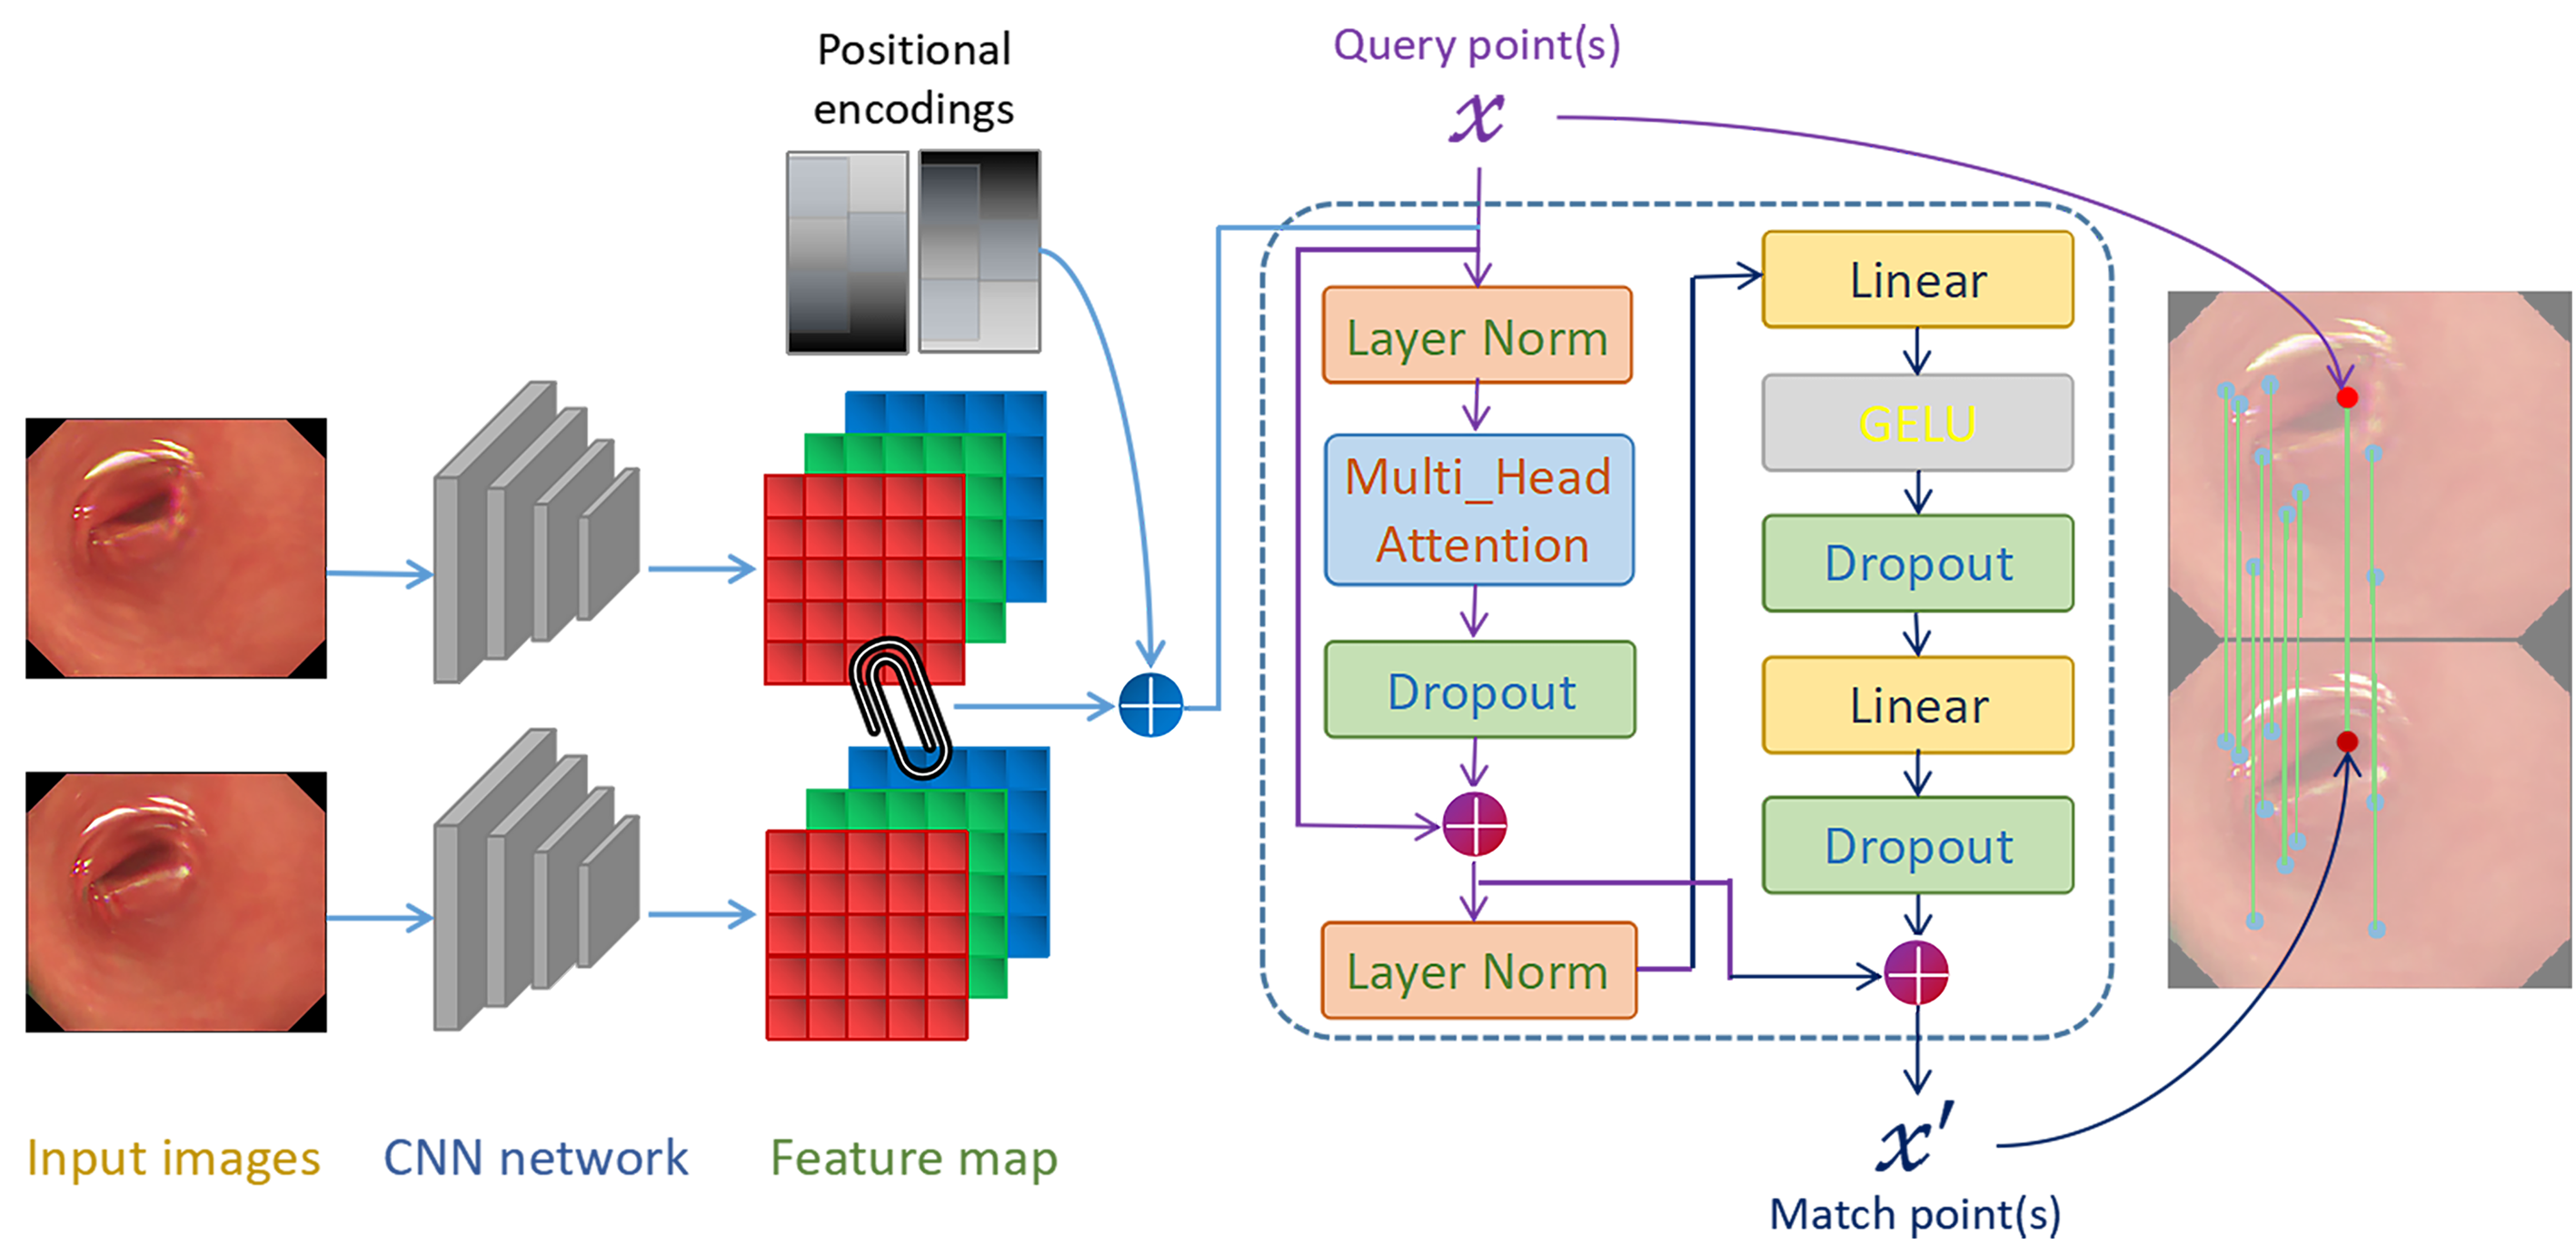 Positional
encodings
Query point(s)
x
Layer Norm
Multi_Head
Attention
Dropout
Layer Norm
Linear
GELU
Dropout
Linear
Dropout
x′
Match point(s)
Input images
CNN network
Feature map